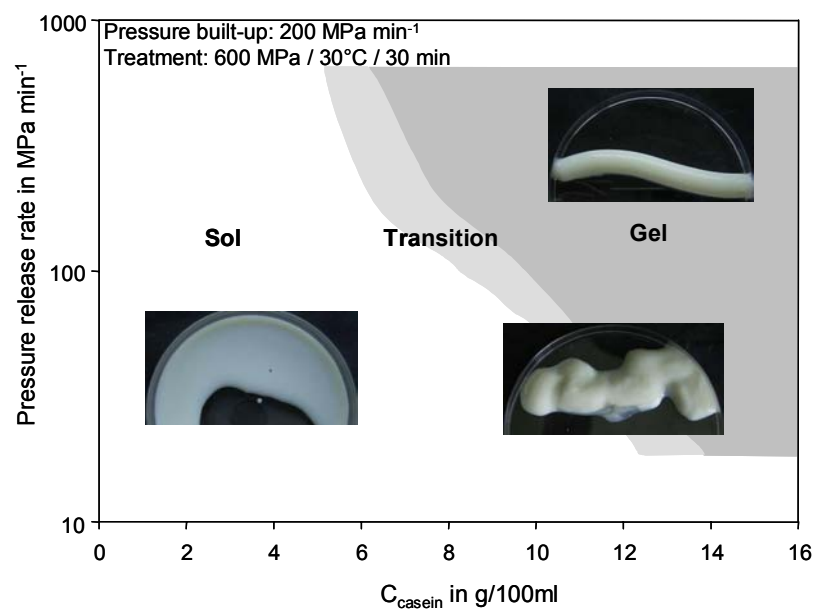 1000
Pressure built-up: 200 MPa min-1
Treatment: 600 MPa / 30°C / 30 min
Pressure release rate in MPa min-1
Sol
Transition
Gel
100
10
0 2 4 6 8 10 12 14 16
Ccasein in g/100ml